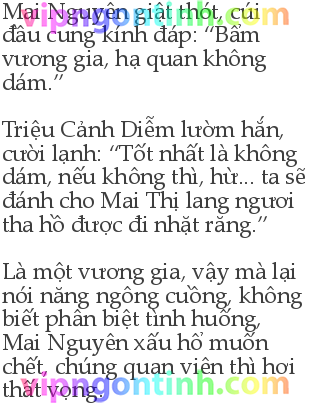 vipngontinh.com
Mai Nguyên giật thót, cúi
đầu cung kính đáp: “Bẩm
vương gia, hạ quan không
dám.”
Triệu Cảnh Diễm lườm hắn,
cười lạnh: “Tốt nhất là không
dám, nếu không thì, hừ... ta sẽ
đánh cho Mai Thị lang ngươi
tha hồ được đi nhặt răng.”
Là một vương gia, vậy mà lại
nói năng ngông cuồng, không
biết phân biệt tình huống,
Mai Nguyên xấu hổ muốn
chết, chúng quan viên thì hơi
thất vọng.
vipngontinh.com